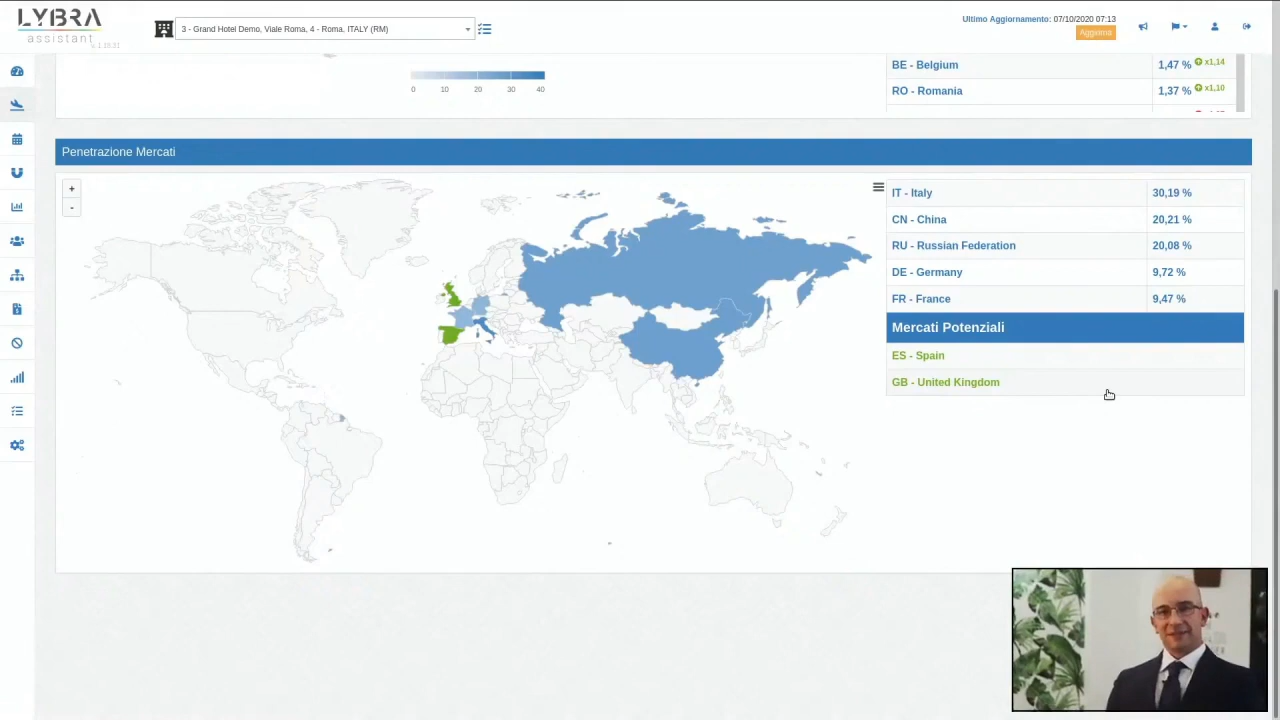 LYBRA
assistant
v. 1.15.31
3 - Grand Hotel Demo, Viale Roma, 4 - Roma, ITALY (RM)
Ultimo Aggiornamento: 07/10/2020 07:13
Aggiorna
0 10 20 30 40
BE - Belgium 1,47 % x1,14
RO - Romania 1,37 % x1,10
Penetrazione Mercati
+
-
IT - Italy 30,19 %
CN - China 20,21 %
RU - Russian Federation 20,08 %
DE - Germany 9,72 %
FR - France 9,47 %
Mercati Potenziali
ES - Spain
GB - United Kingdom